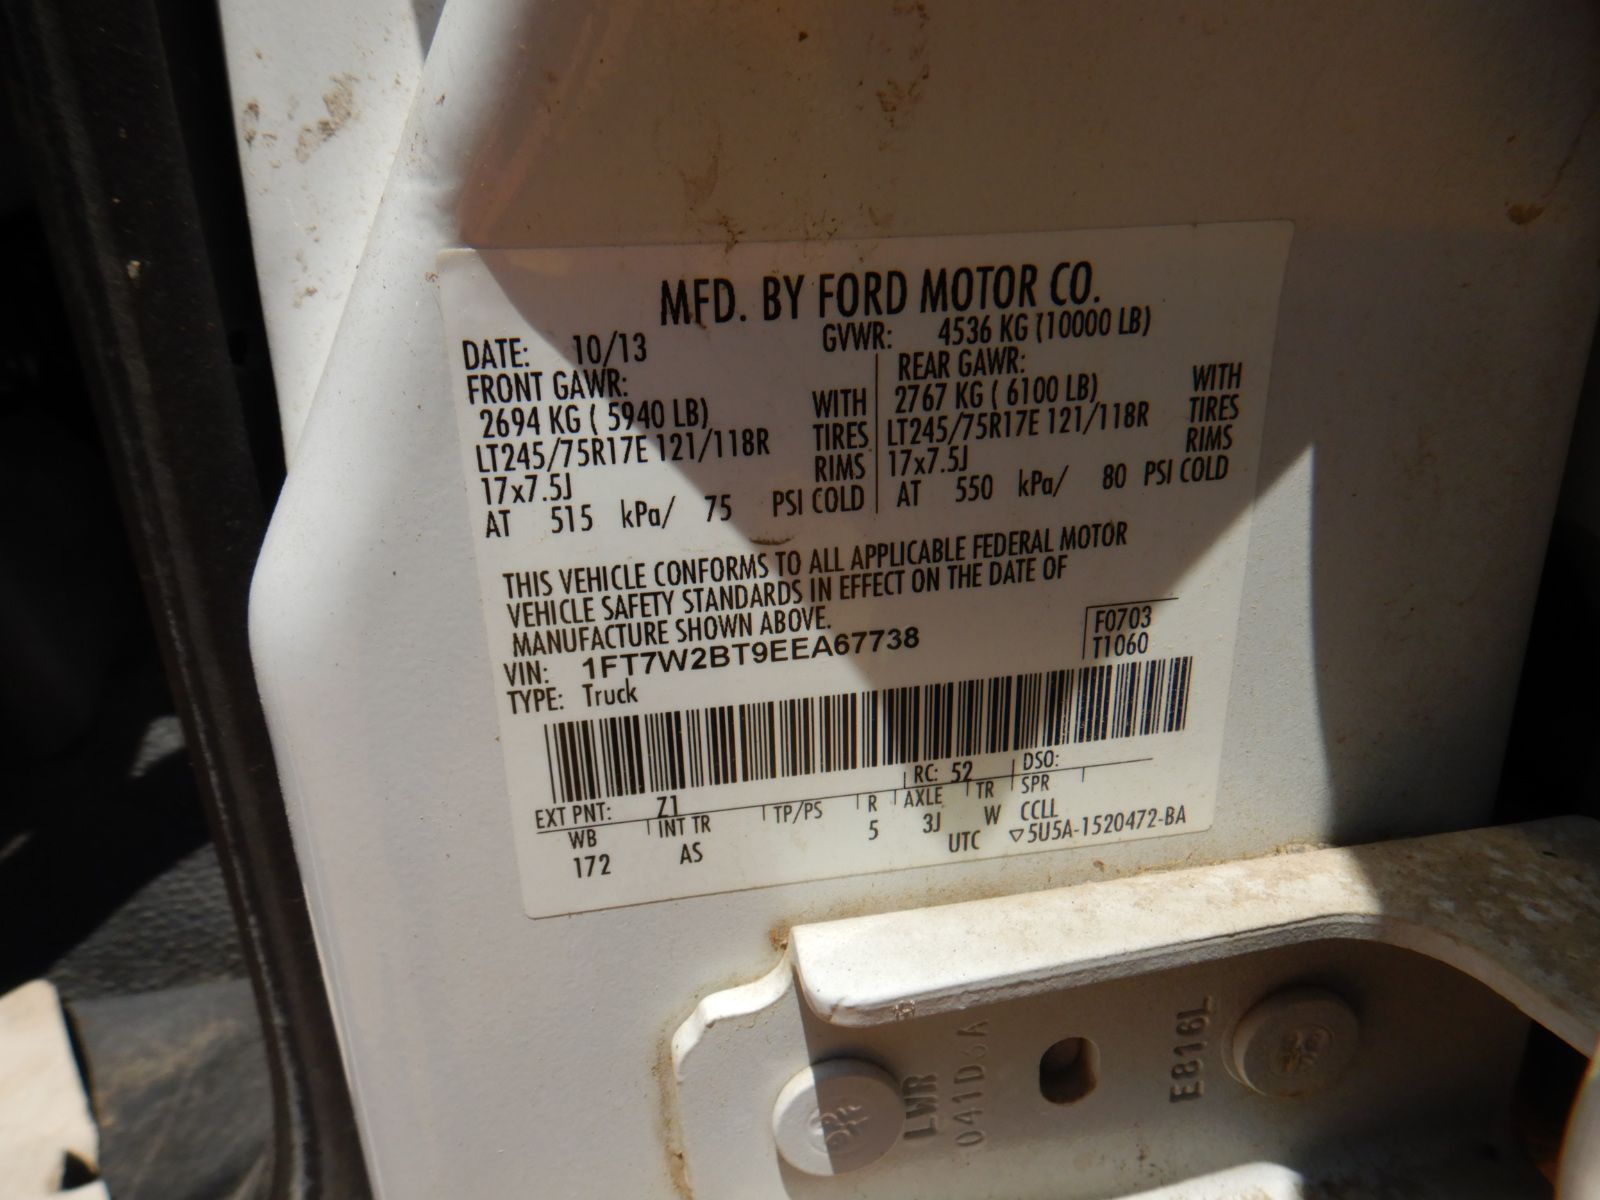 MFD. BY FORD MOTOR CO.
DATE: 10/13 GVWR: 4536 KG (10000 LB)
FRONT GAWR:
2694 KG ( 5940 LB) WITH
LT245/75R17E 121/118R TIRES
17x7.5J RIMS
AT 515 kPa/ 75 PSI COLD
REAR GAWR:
2767 KG ( 6100 LB) WITH
LT245/75R17E 121/118R TIRES
17x7.5J RIMS
AT 550 kPa/ 80 PSI COLD
THIS VEHICLE CONFORMS TO ALL APPLICABLE FEDERAL MOTOR
VEHICLE SAFETY STANDARDS IN EFFECT ON THE DATE OF
MANUFACTURE SHOWN ABOVE.
VIN: 1FT7W2BT9EEA67738
TYPE: Truck
F0703
T1060
EXT PNT: Z1 RC: 52 DSO:
WB INT TR TP/PS R AXLE TR SPR
172 AS 5 3J W CCLL
UTC ▽5U5A-1520472-BA
LWR
041D6A
E816L